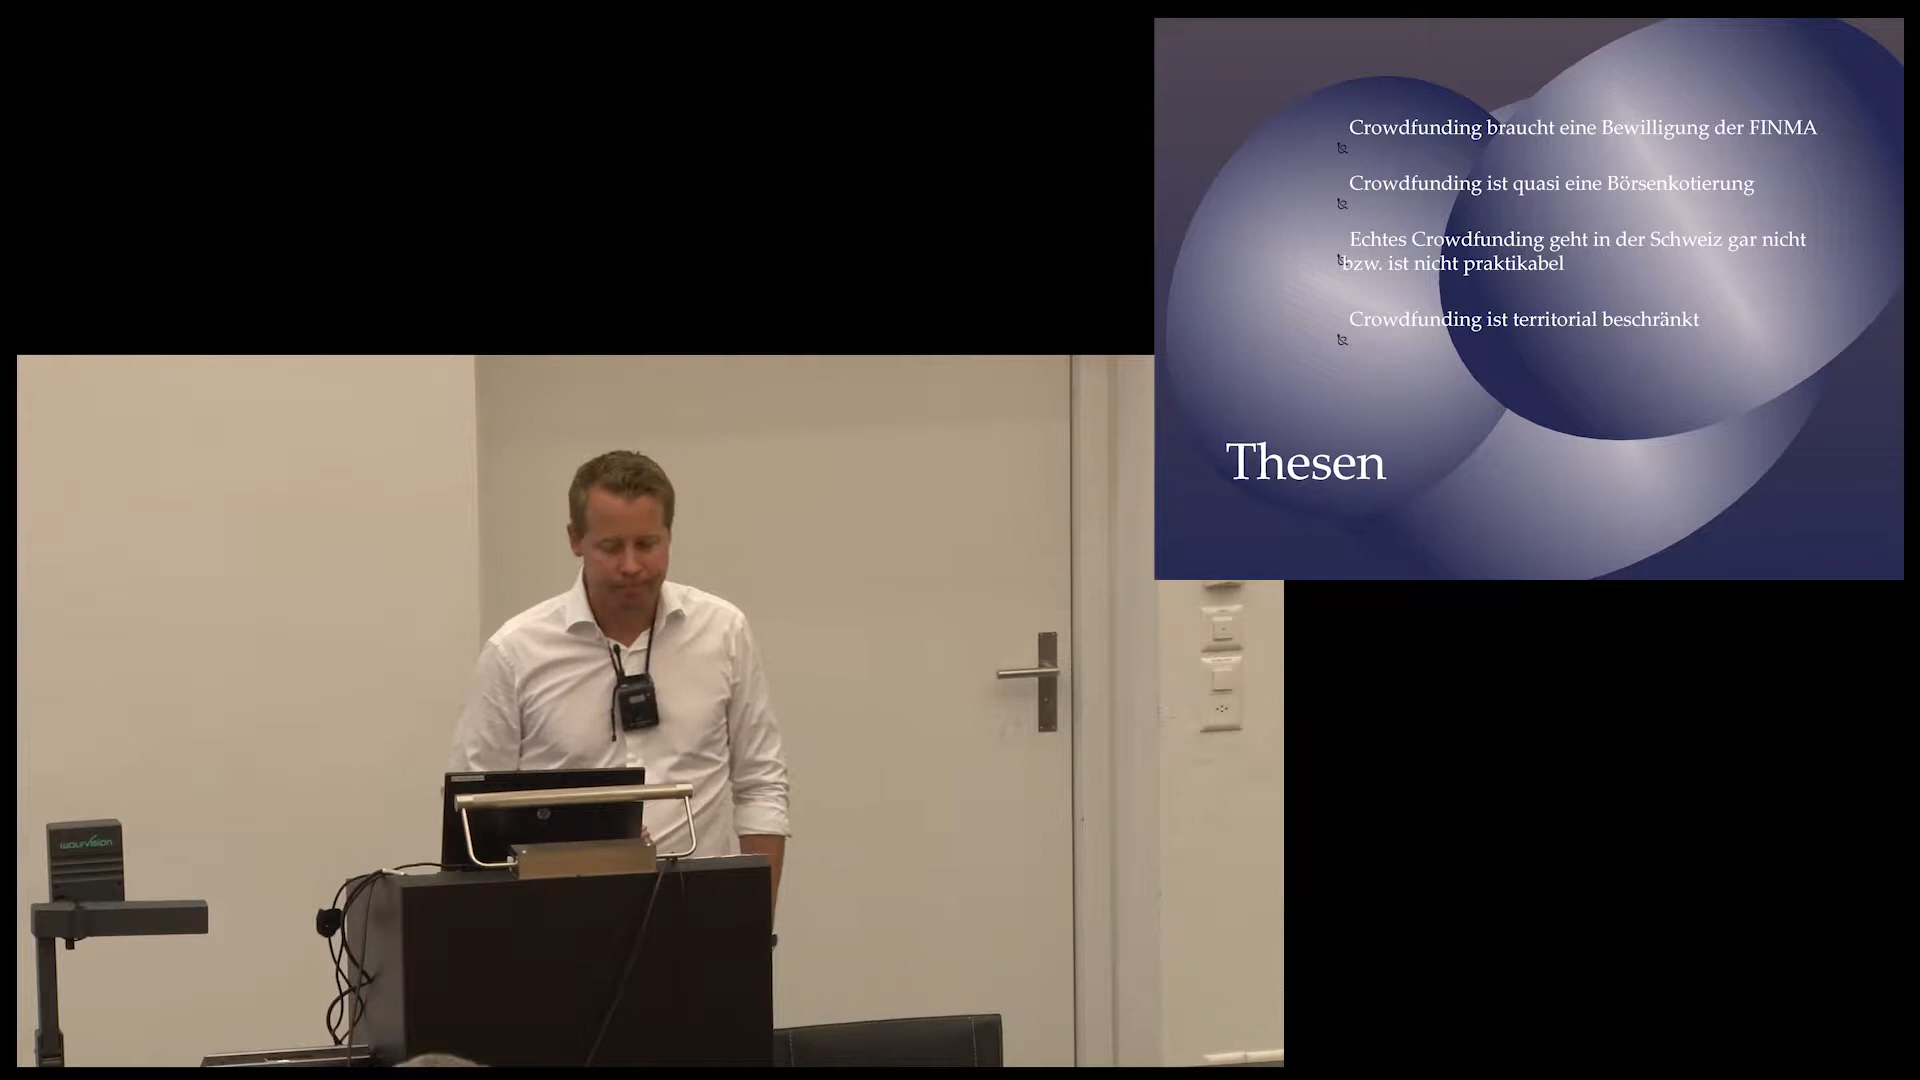 Crowdfunding braucht eine Bewilligung der FINMA
Crowdfunding ist quasi eine Börsenkotierung
Echtes Crowdfunding geht in der Schweiz gar nicht
bzw. ist nicht praktikabel
Crowdfunding ist territorial beschränkt
Thesen
wolfvision
hp